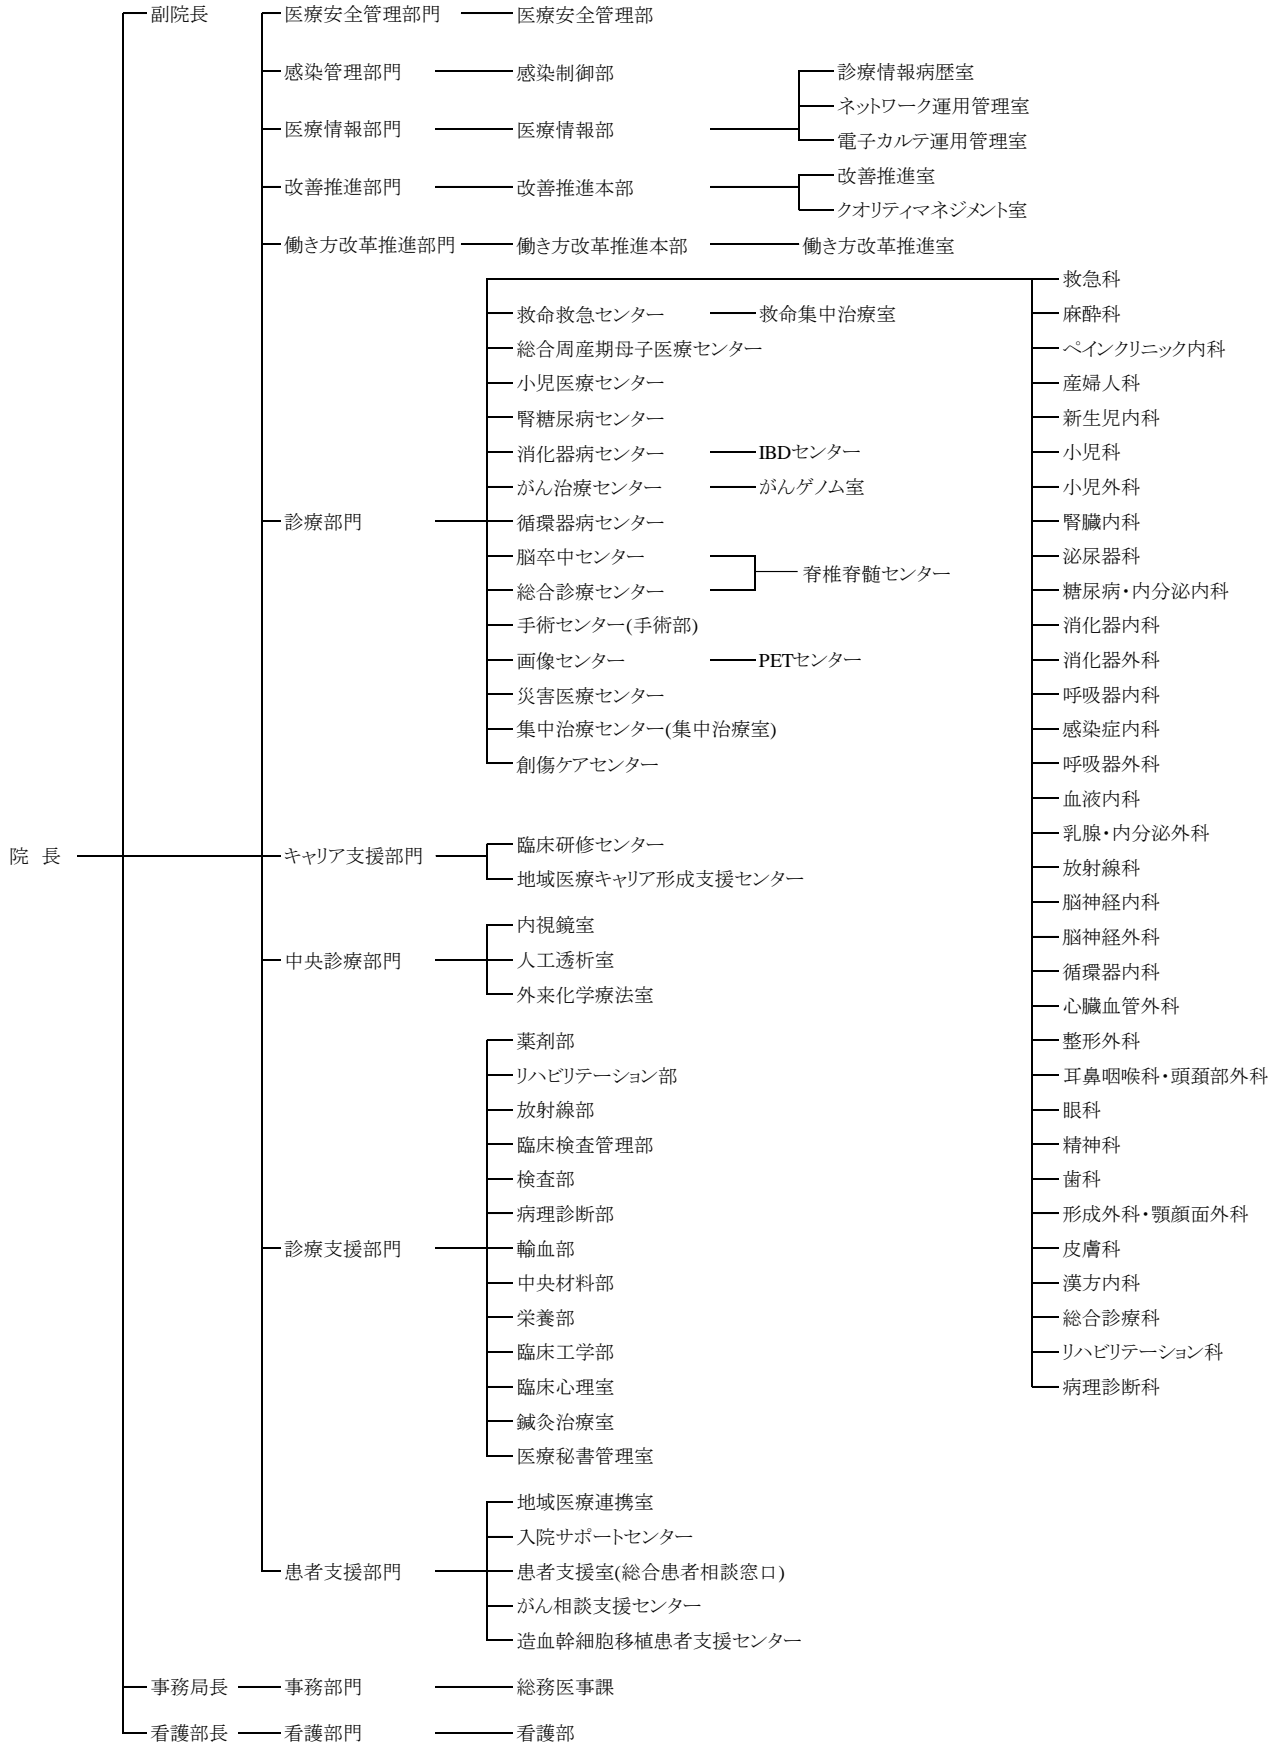 副院長 医療安全管理部門 医療安全管理部
感染管理部門 感染制御部 診療情報病歴室
ネットワーク運用管理室
医療情報部門 医療情報部
電子カルテ運用管理室
改善推進室
改善推進部門 改善推進本部
クオリティマネジメント室
働き方改革推進部門 働き方改革推進本部 働き方改革推進室
救急科
救命救急センター 救命集中治療室 麻酔科
総合周産期母子医療センター ペインクリニック内科
小児医療センター 産婦人科
腎糖尿病センター 新生児内科
消化器病センター IBDセンター 小児科
がん治療センター がんゲノム室 小児外科
診療部門 循環器病センター 腎臓内科
脳卒中センター 泌尿器科
脊椎脊髄センター
総合診療センター 糖尿病・内分泌内科
手術センター(手術部) 消化器内科
画像センター PETセンター 消化器外科
災害医療センター 呼吸器内科
集中治療センター(集中治療室) 感染症内科
創傷ケアセンター 呼吸器外科
血液内科
乳腺・内分泌外科
臨床研修センター
院 長 キャリア支援部門
放射線科
地域医療キャリア形成支援センター
脳神経内科
内視鏡室
脳神経外科
中央診療部門 人工透析室
循環器内科
外来化学療法室
心臓血管外科
薬剤部 整形外科
リハビリテーション部 耳鼻咽喉科・頭頚部外科
放射線部 眼科
臨床検査管理部 精神科
検査部 歯科
病理診断部 形成外科・顎顔面外科
診療支援部門 輸血部 皮膚科
中央材料部 漢方内科
栄養部 総合診療科
臨床工学部 リハビリテーション科
臨床心理室 病理診断科
鍼灸治療室
医療秘書管理室
地域医療連携室
入院サポートセンター
患者支援部門 患者支援室(総合患者相談窓口)
がん相談支援センター
造血幹細胞移植患者支援センター
事務局長 事務部門 総務医事課
看護部長 看護部門 看護部